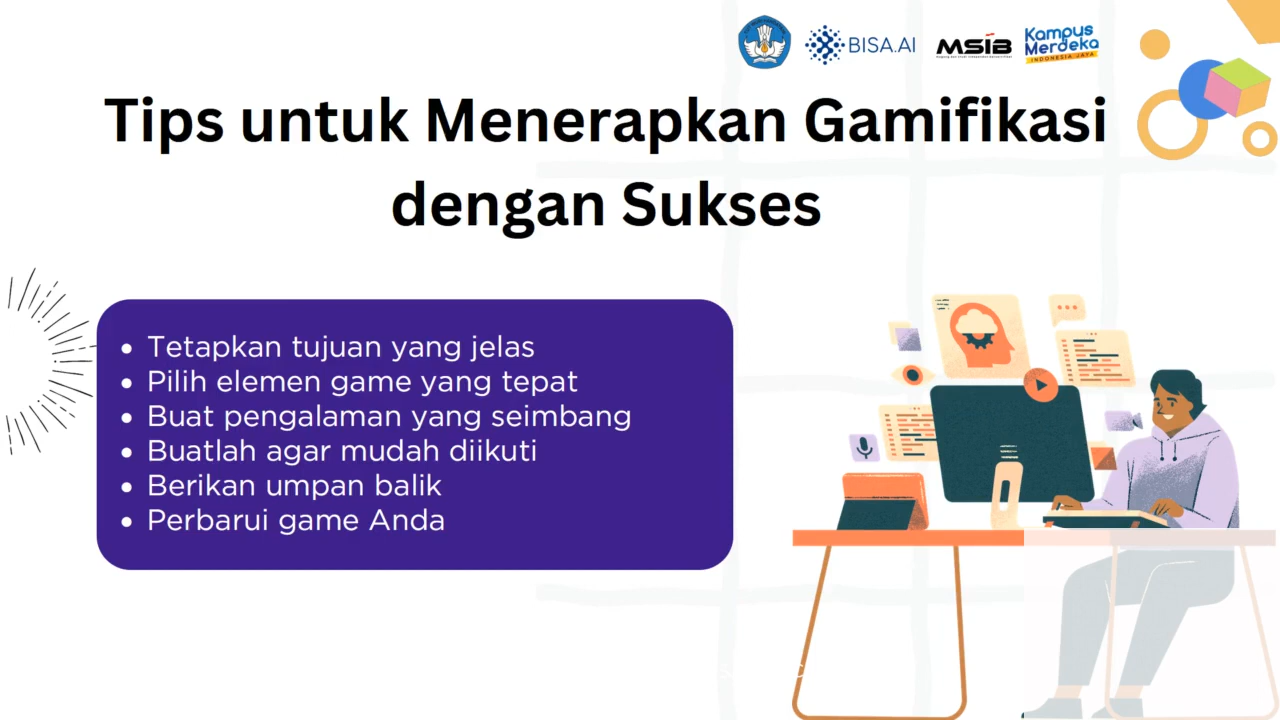 BISA.AI
MSIB
Kampus
Merdeka
INDONESIA JAYA
Tips untuk Menerapkan Gamifikasi
dengan Sukses
• Tetapkan tujuan yang jelas
• Pilih elemen game yang tepat
• Buat pengalaman yang seimbang
• Buatlah agar mudah diikuti
• Berikan umpan balik
• Perbarui game Anda